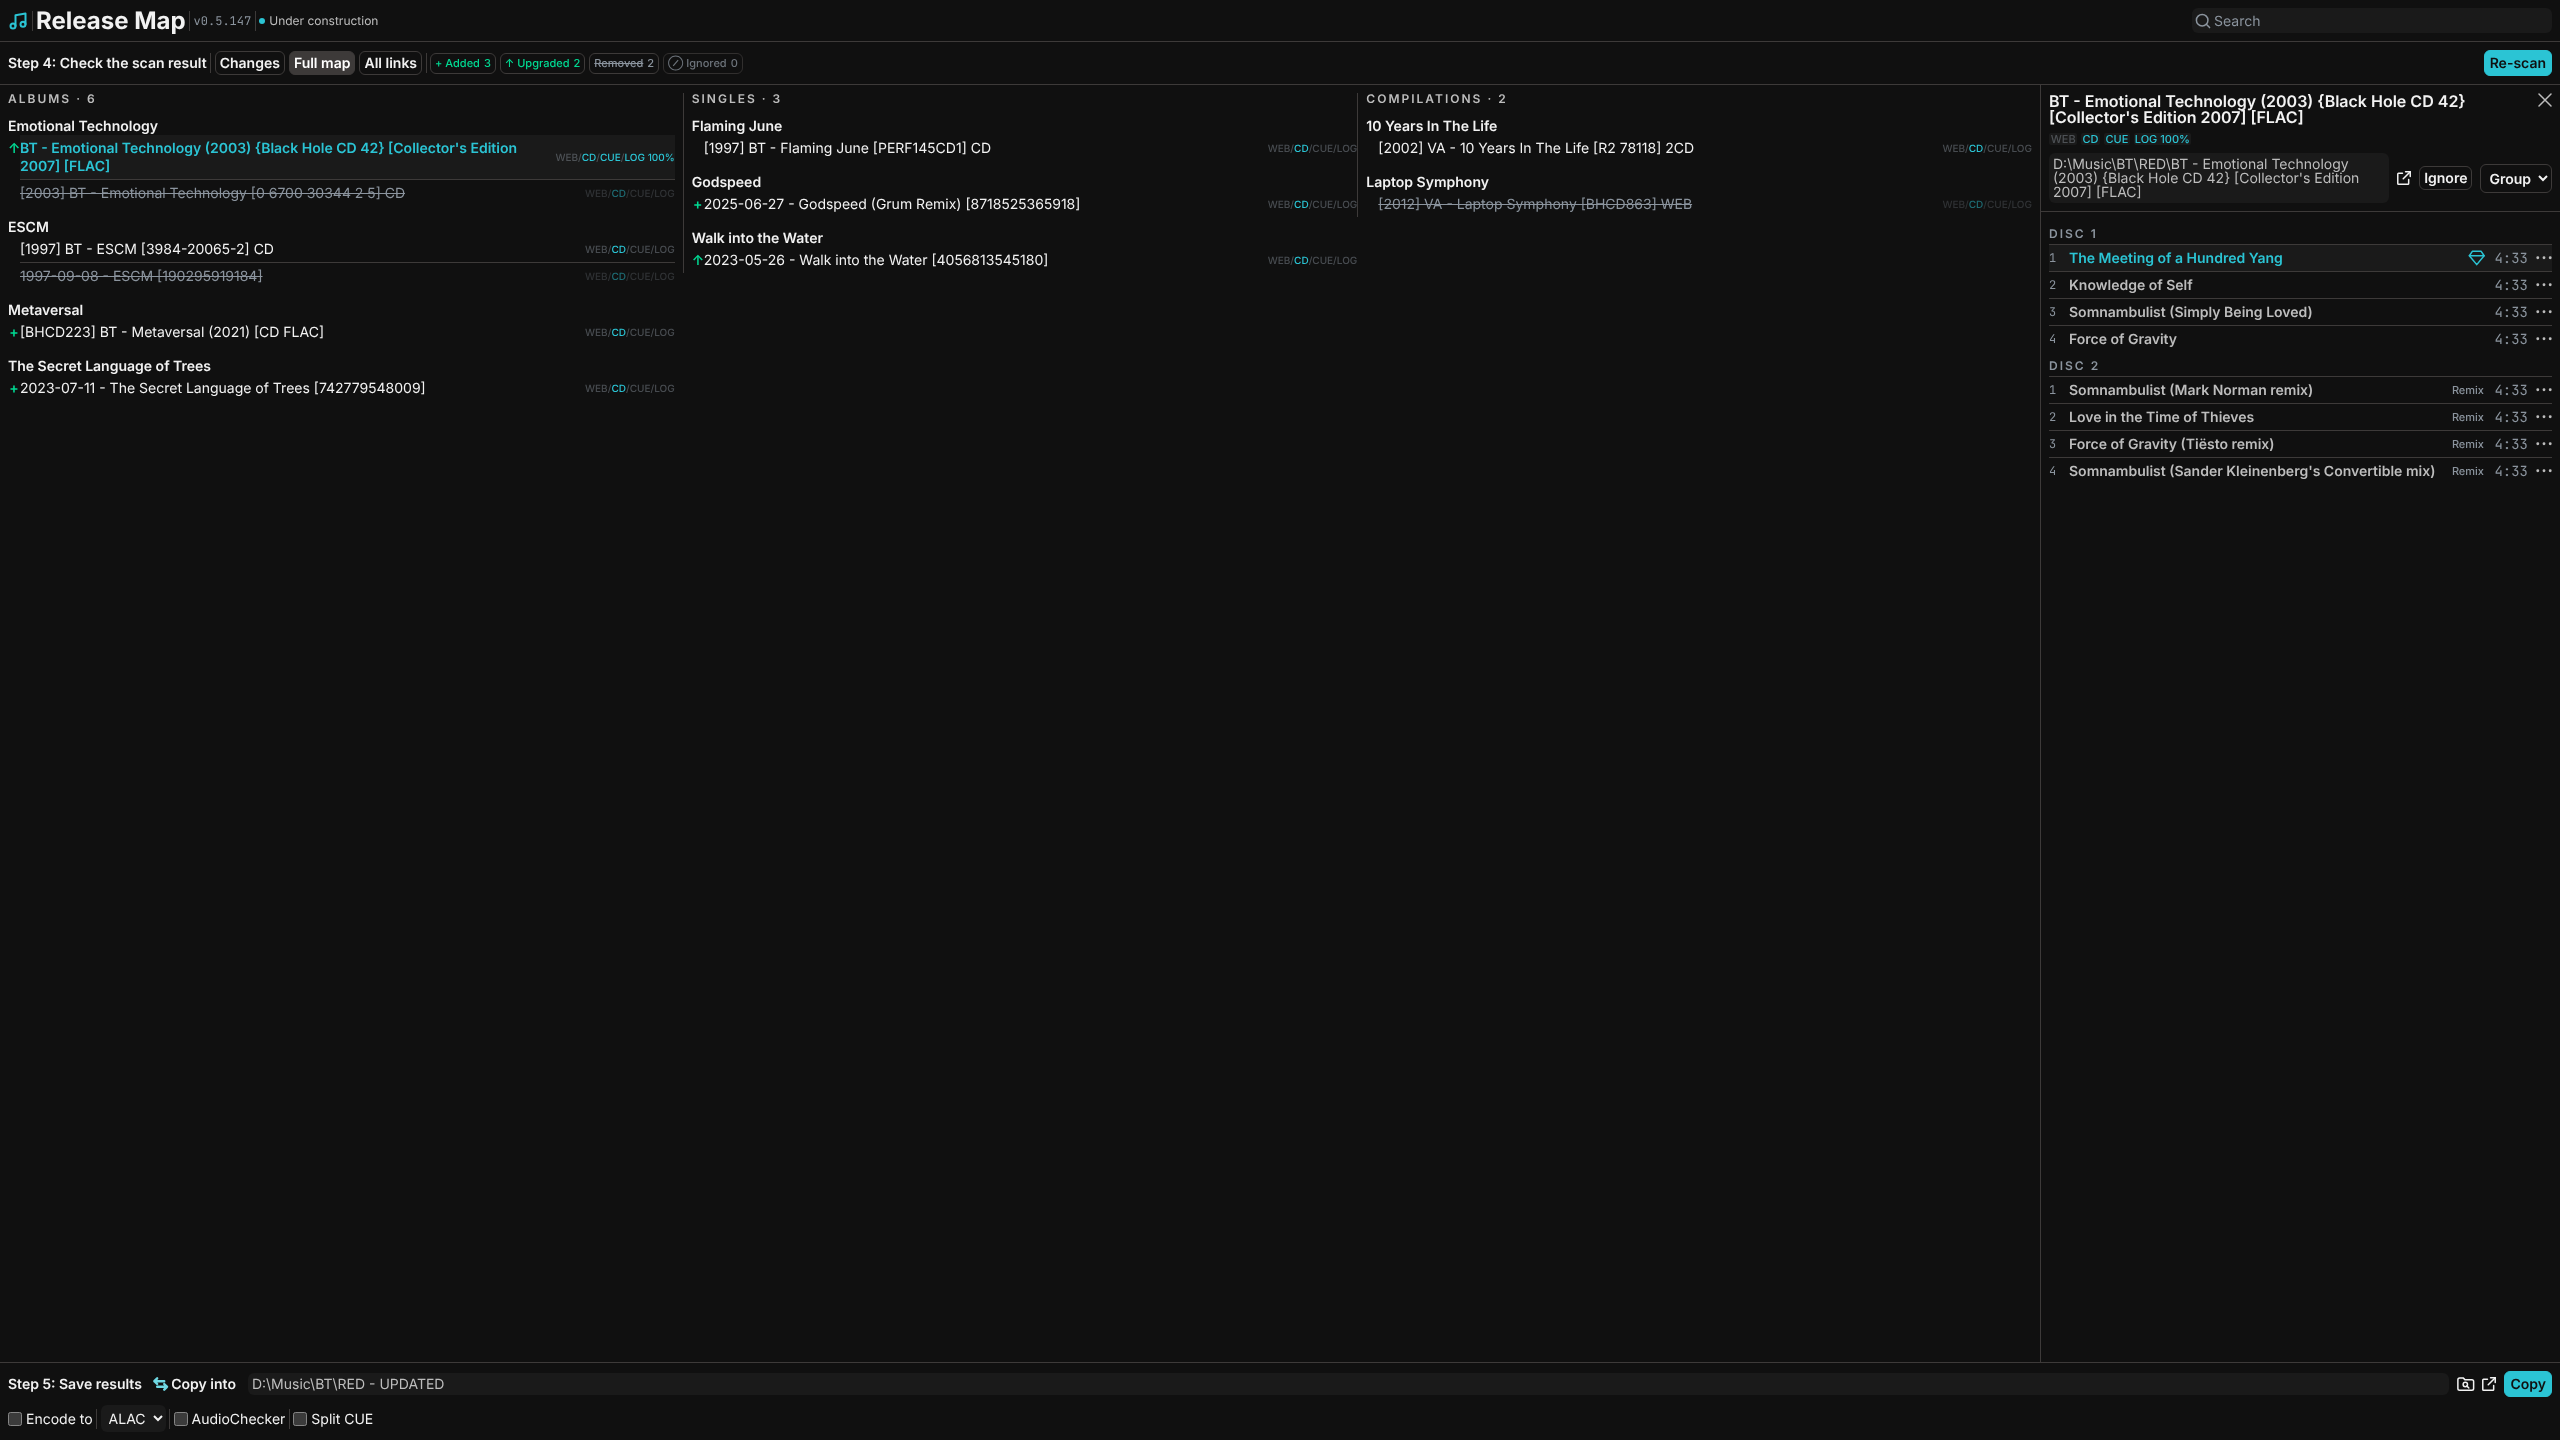 Release Map v0.5.147 Under construction Search
Step 4: Check the scan result Changes Full map All links + Added 3 ↑ Upgraded 2 Removed 2 Ignored 0 Re-scan
ALBUMS · 6
Emotional Technology
↑BT - Emotional Technology (2003) {Black Hole CD 42} [Collector's Edition
2007] [FLAC]
WEB/CD/CUE/LOG 100%
[2003] BT - Emotional Technology [0 6700 30344 2 5] CD WEB/CD/CUE/LOG
ESCM
[1997] BT - ESCM [3984-20065-2] CD WEB/CD/CUE/LOG
1997-09-08 - ESCM [190295919184] WEB/CD/CUE/LOG
Metaversal
+[BHCD223] BT - Metaversal (2021) [CD FLAC] WEB/CD/CUE/LOG
The Secret Language of Trees
+2023-07-11 - The Secret Language of Trees [742779548009] WEB/CD/CUE/LOG
SINGLES · 3
Flaming June
[1997] BT - Flaming June [PERF145CD1] CD WEB/CD/CUE/LOG
Godspeed
+2025-06-27 - Godspeed (Grum Remix) [8718525365918] WEB/CD/CUE/LOG
Walk into the Water
↑2023-05-26 - Walk into the Water [4056813545180] WEB/CD/CUE/LOG
COMPILATIONS · 2
10 Years In The Life
[2002] VA - 10 Years In The Life [R2 78118] 2CD WEB/CD/CUE/LOG
Laptop Symphony
[2012] VA - Laptop Symphony [BHCD863] WEB WEB/CD/CUE/LOG
BT - Emotional Technology (2003) {Black Hole CD 42}
[Collector's Edition 2007] [FLAC]
WEB CD CUE LOG 100%
D:\Music\BT\RED\BT - Emotional Technology
(2003) {Black Hole CD 42} [Collector's Edition
2007] [FLAC]
Ignore Group
DISC 1
1 The Meeting of a Hundred Yang 4:33
2 Knowledge of Self 4:33
3 Somnambulist (Simply Being Loved) 4:33
4 Force of Gravity 4:33
DISC 2
1 Somnambulist (Mark Norman remix) Remix 4:33
2 Love in the Time of Thieves Remix 4:33
3 Force of Gravity (Tiësto remix) Remix 4:33
4 Somnambulist (Sander Kleinenberg's Convertible mix) Remix 4:33
Step 5: Save results Copy into D:\Music\BT\RED - UPDATED Copy
Encode to ALAC AudioChecker Split CUE